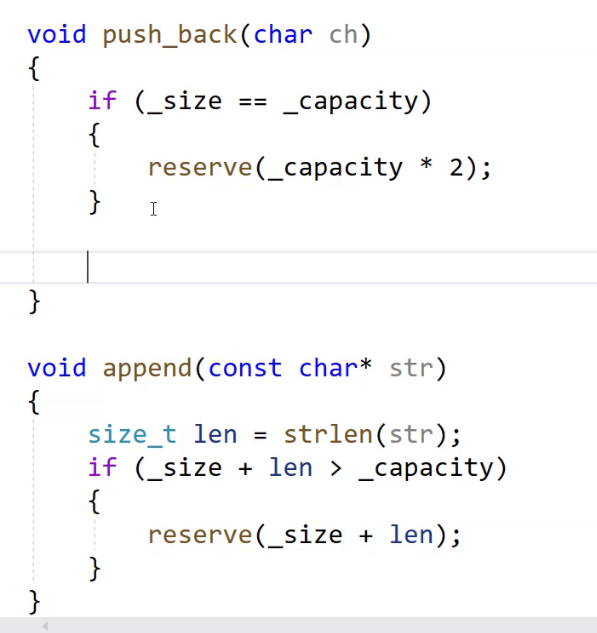 void push_back(char ch)
{
if (_size == _capacity)
{
reserve(_capacity * 2);
}
}
void append(const char* str)
{
size_t len = strlen(str);
if (_size + len > _capacity)
{
reserve(_size + len);
}
}